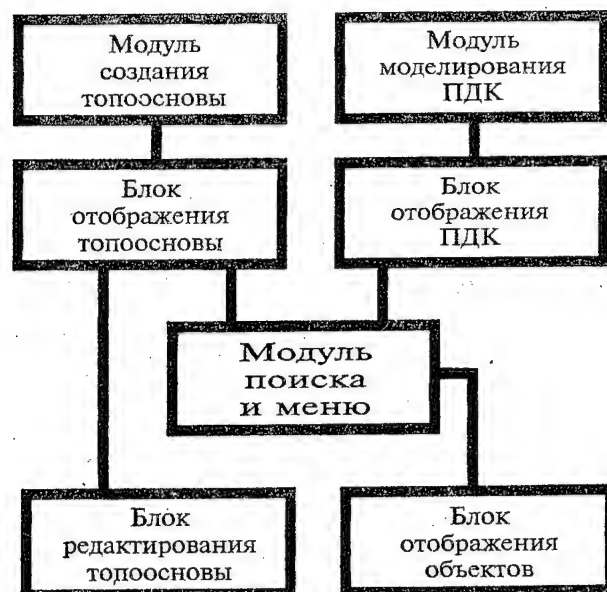 Модуль
создания
топоосновы
Модуль
моделирования
ПДК
Блок
отображения
топоосновы
Блок
отображения
ПДК
Модуль
поиска
и меню
Блок
редактирования
топоосновы
Блок
отображения
объектов